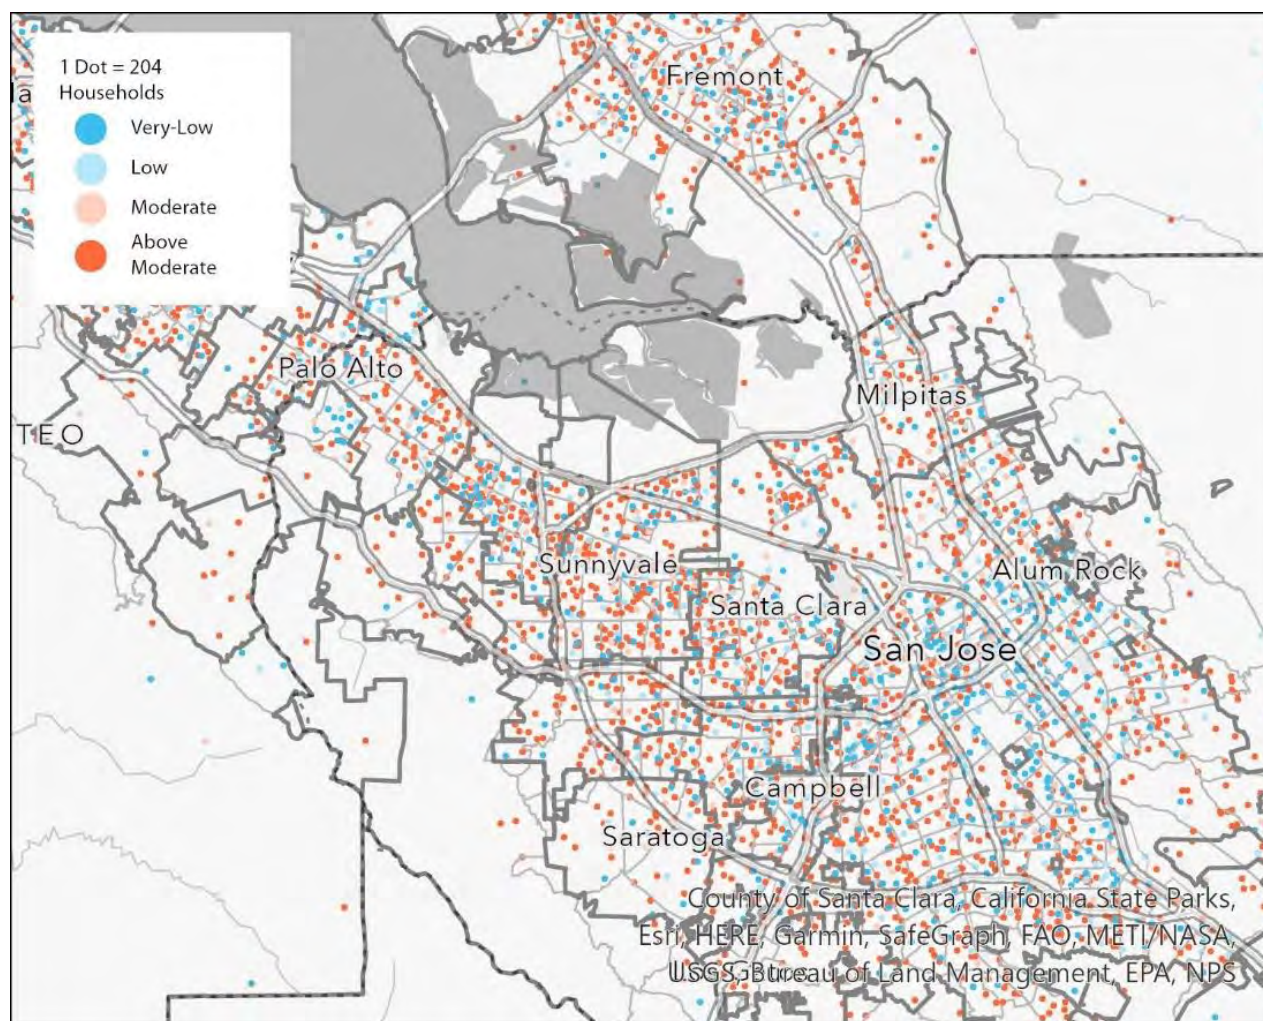 1 Dot = 204
Households
Very-Low
Low
Moderate
Above
Moderate
Fremont
Palo Alto
Milpitas
TEO
Sunnyvale
Alum Rock
Santa Clara
San Jose
Campbell
Saratoga
County of Santa Clara, California State Parks,
Esri, HERE, Garmin, SafeGraph, FAO, METI/NASA,
USGS, Bureau of Land Management, EPA, NPS